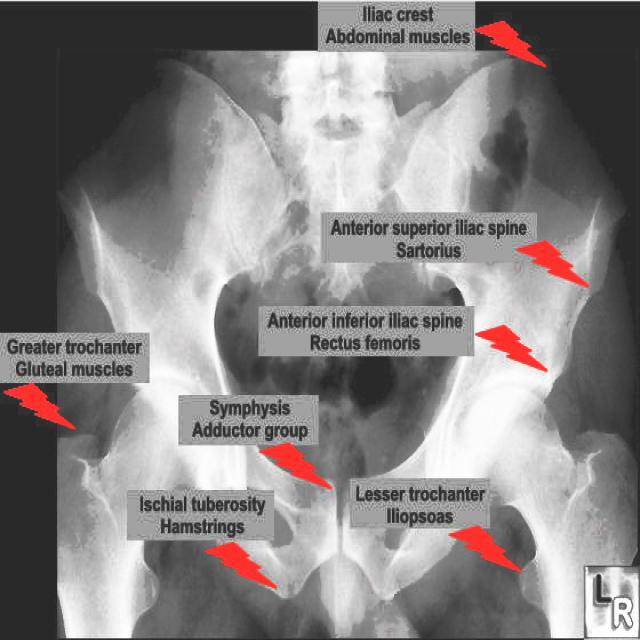 Iliac crest
Abdominal muscles
Anterior superior iliac spine
Sartorius
Anterior inferior iliac spine
Rectus femoris
Greater trochanter
Gluteal muscles
Symphysis
Adductor group
Lesser trochanter
Iliopsoas
Ischial tuberosity
Hamstrings
L
R